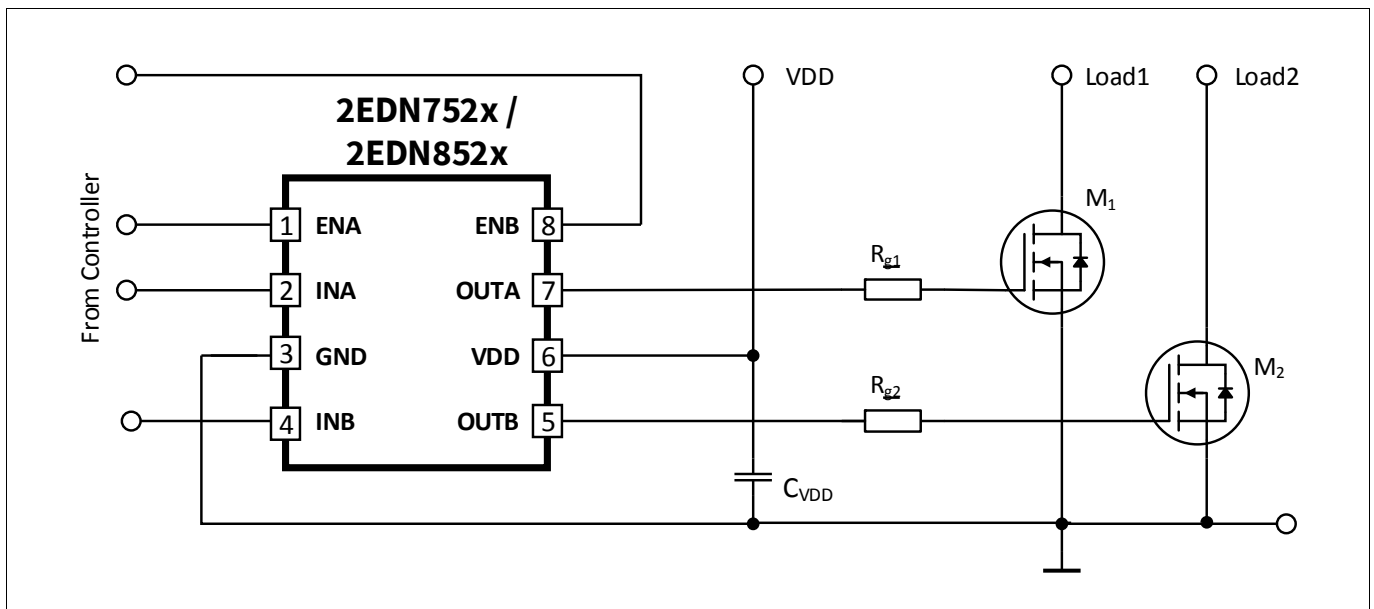 VDD
Load1
Load2
2EDN752x /
2EDN852x
From Controller
M1
1
ENA
ENB
8
Rg1
2
INA
OUTA
7
3
GND
VDD
6
M2
Rg2
4
INB
OUTB
5
CVDD